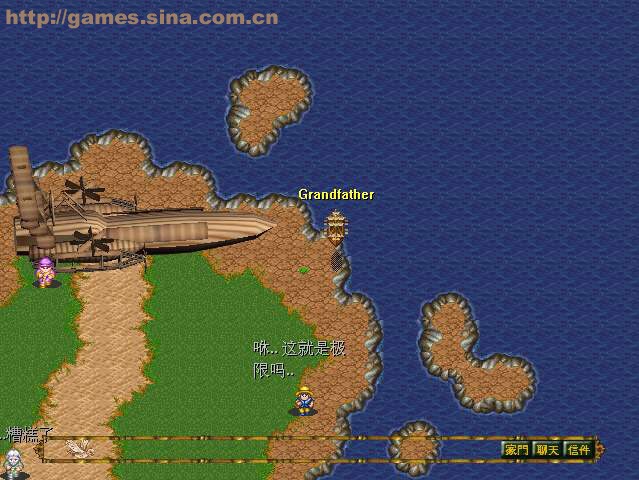 http://games.sina.com.cn
Grandfather
咻.. 这就是极
限吗..
..糟糕了
家門 聊天 信件